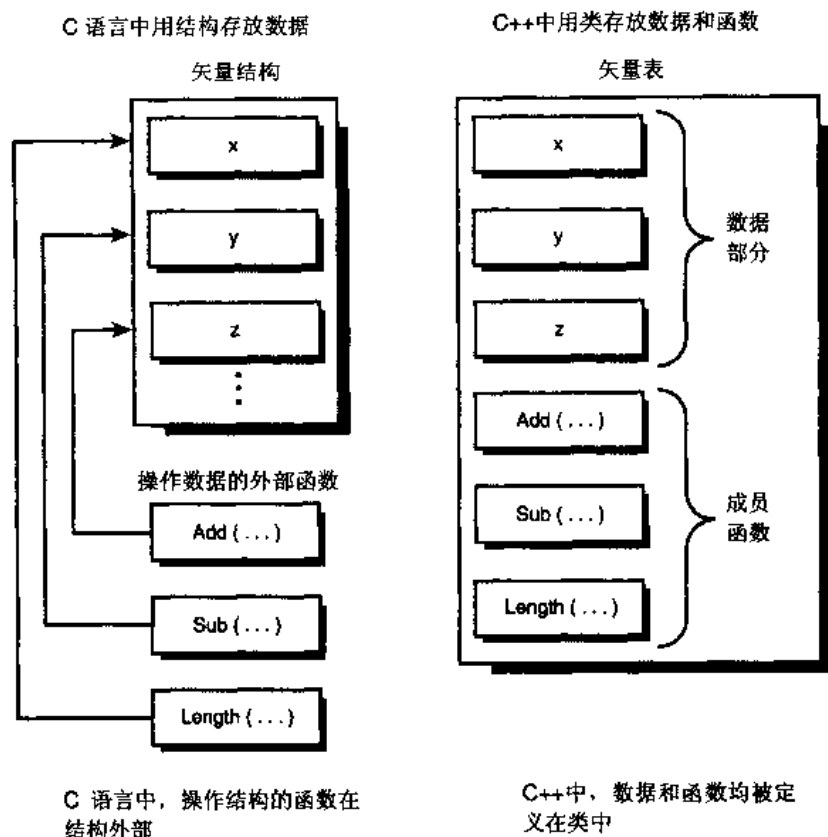 C 语言中用结构存放数据
矢量结构
x
y
z
操作数据的外部函数
Add (...)
Sub (...)
Length (...)
C 语言中，操作结构的函数在
结构外部
C++中用类存放数据和函数
矢量表
x
y
z
数据
部分
Add (...)
Sub (...)
Length (...)
成员
函数
C++中、数据和函数均被定
义在类中